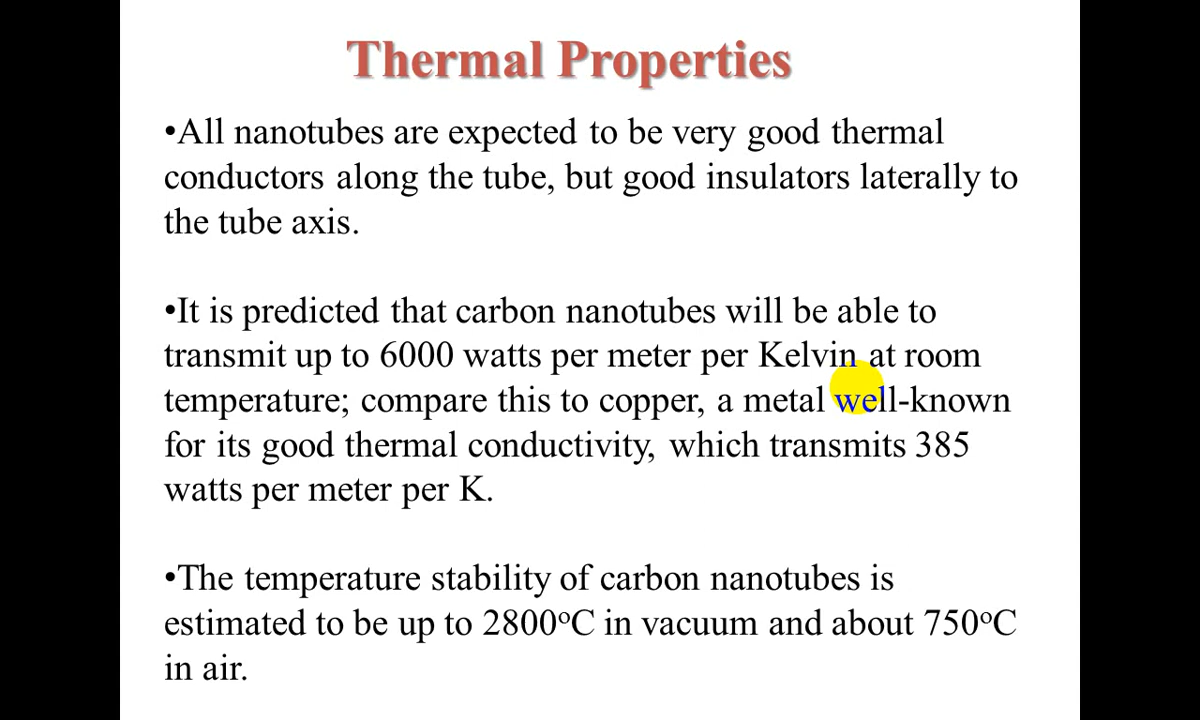 Thermal Properties
•All nanotubes are expected to be very good thermal
conductors along the tube, but good insulators laterally to
the tube axis.
•It is predicted that carbon nanotubes will be able to
transmit up to 6000 watts per meter per Kelvin at room
temperature; compare this to copper, a metal well-known
for its good thermal conductivity, which transmits 385
watts per meter per K.
•The temperature stability of carbon nanotubes is
estimated to be up to 2800ᵒC in vacuum and about 750ᵒC
in air.